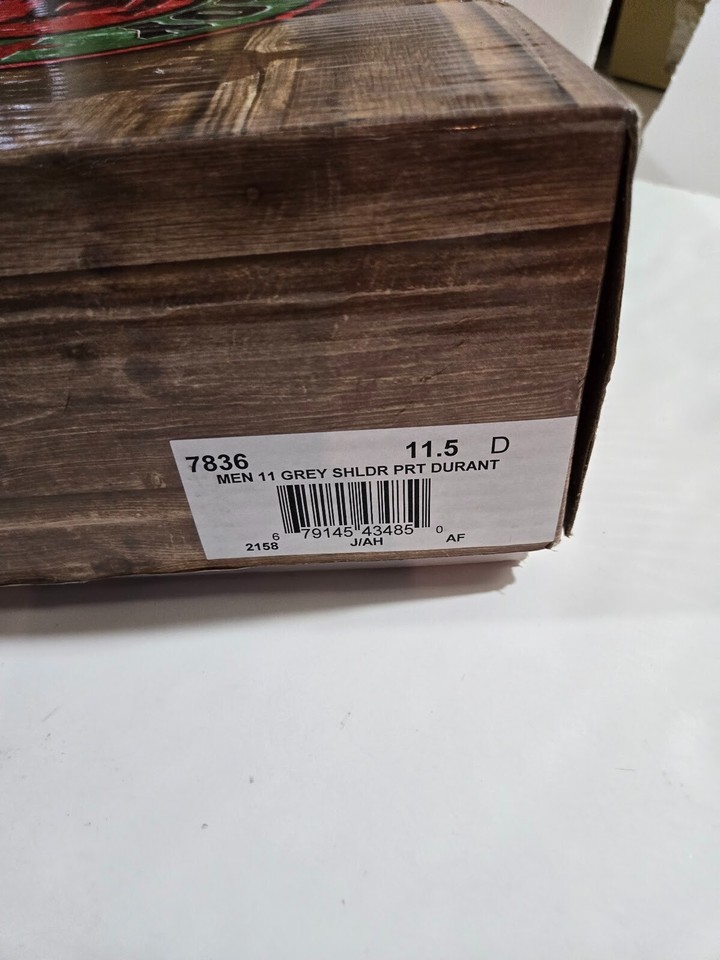 7836 11.5 D
MEN 11 GREY SHLDR PRT DURANT
6 79145 43485 0
2158 J/AH AF